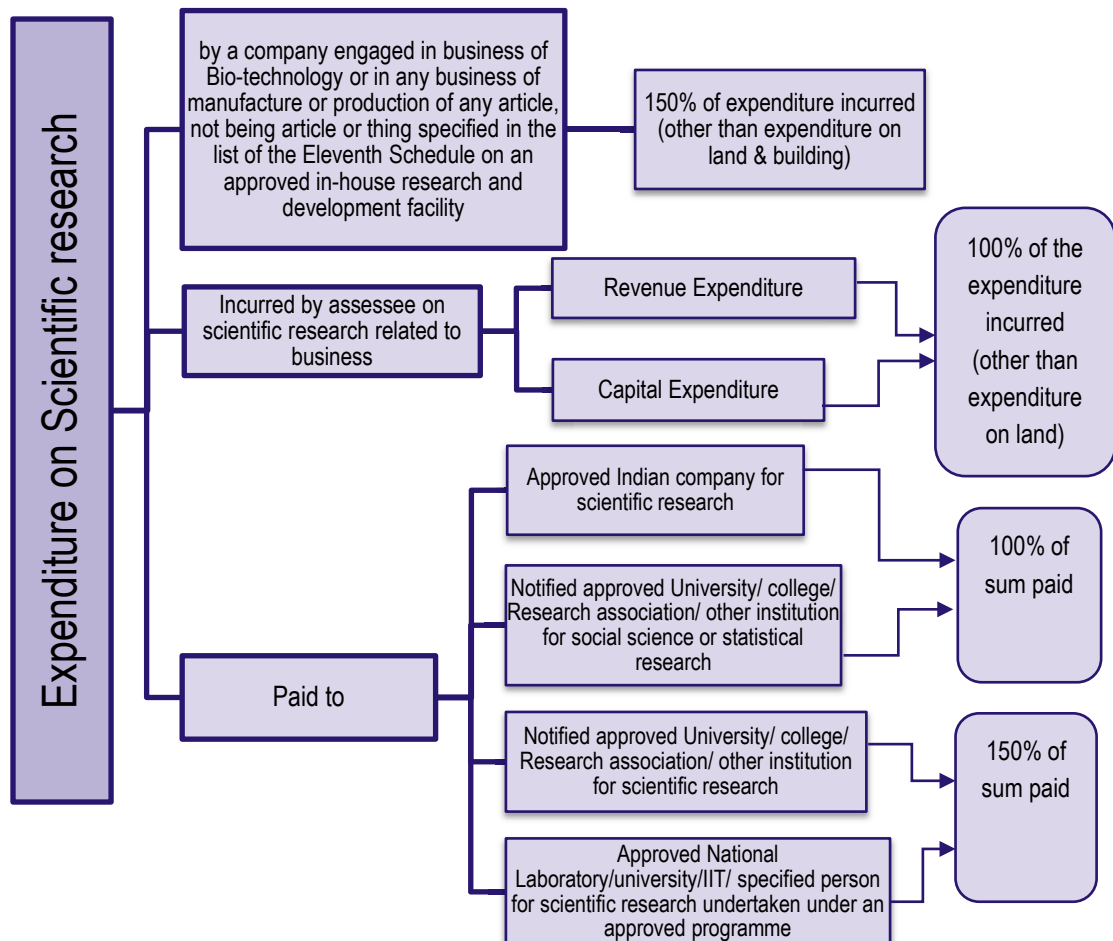 Expenditure on Scientific research
by a company engaged in business of
Bio-technology or in any business of
manufacture or production of any article,
not being article or thing specified in the
list of the Eleventh Schedule on an
approved in-house research and
development facility
150% of expenditure incurred
(other than expenditure on
land & building)
Incurred by assessee on
scientific research related to
business
Revenue Expenditure
Capital Expenditure
100% of the
expenditure
incurred
(other than
expenditure
on land)
Paid to
Approved Indian company for
scientific research
Notified approved University/ college/
Research association/ other institution
for social science or statistical
research
100% of
sum paid
Notified approved University/ college/
Research association/ other institution
for scientific research
Approved National
Laboratory/university/IIT/ specified person
for scientific research undertaken under an
approved programme
150% of
sum paid